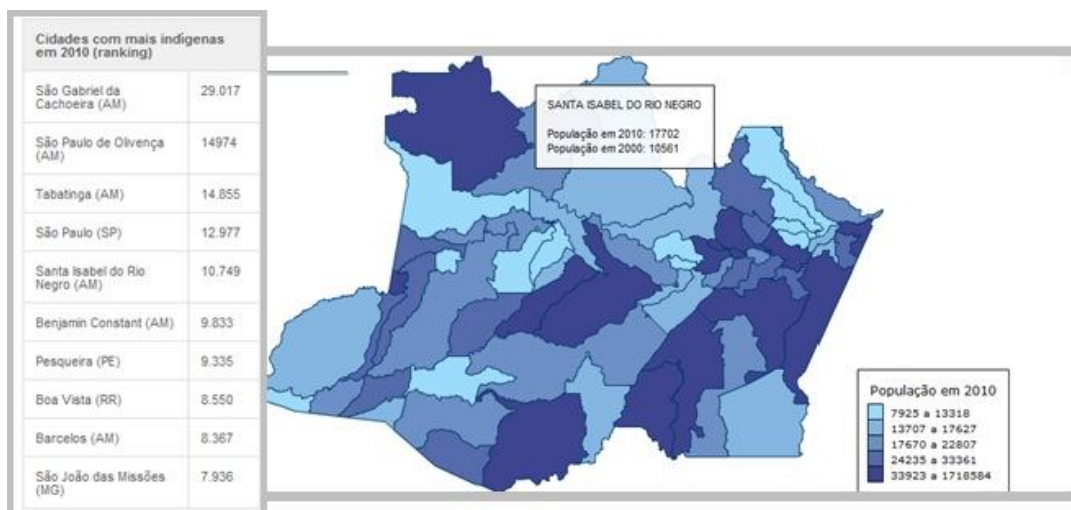 Cidades com mais indígenas
em 2010 (ranking)
São Gabriel da
Cachoeira (AM)
29.017
São Paulo de Olivença
(AM)
14974
Tabatinga (AM)
14.855
São Paulo (SP)
12.977
Santa Isabel do Rio
Negro (AM)
10.749
Benjamin Constant (AM)
9.833
Pesqueira (PE)
9.335
Boa Vista (RR)
8.550
Barcelos (AM)
8.367
São João das Missões
(MG)
7.936
SANTA ISABEL DO RIO NEGRO
População em 2010: 17702
População em 2000: 10561
População em 2010
7925 a 13318
13707 a 17627
17670 a 22807
24235 a 33361
33923 a 1718584